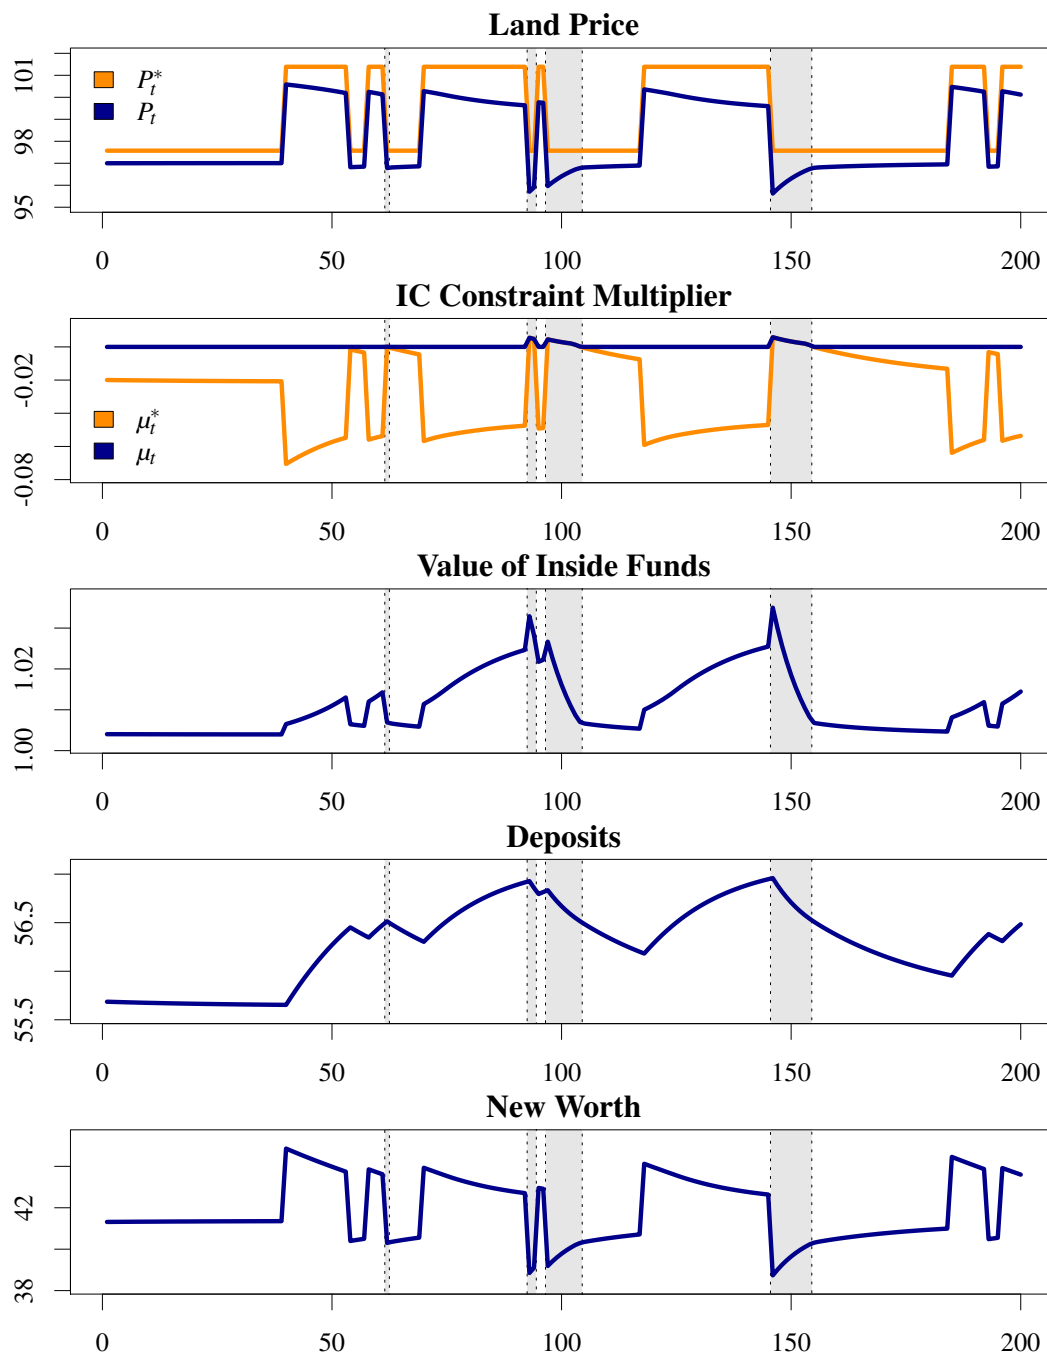 Land Price
101
98
95
P*t
Pt
0 50 100 150 200
IC Constraint Multiplier
-0.02
-0.08
μ*t
μt
0 50 100 150 200
Value of Inside Funds
1.02
1.00
0 50 100 150 200
Deposits
56.5
55.5
0 50 100 150 200
New Worth
42
38
0 50 100 150 200